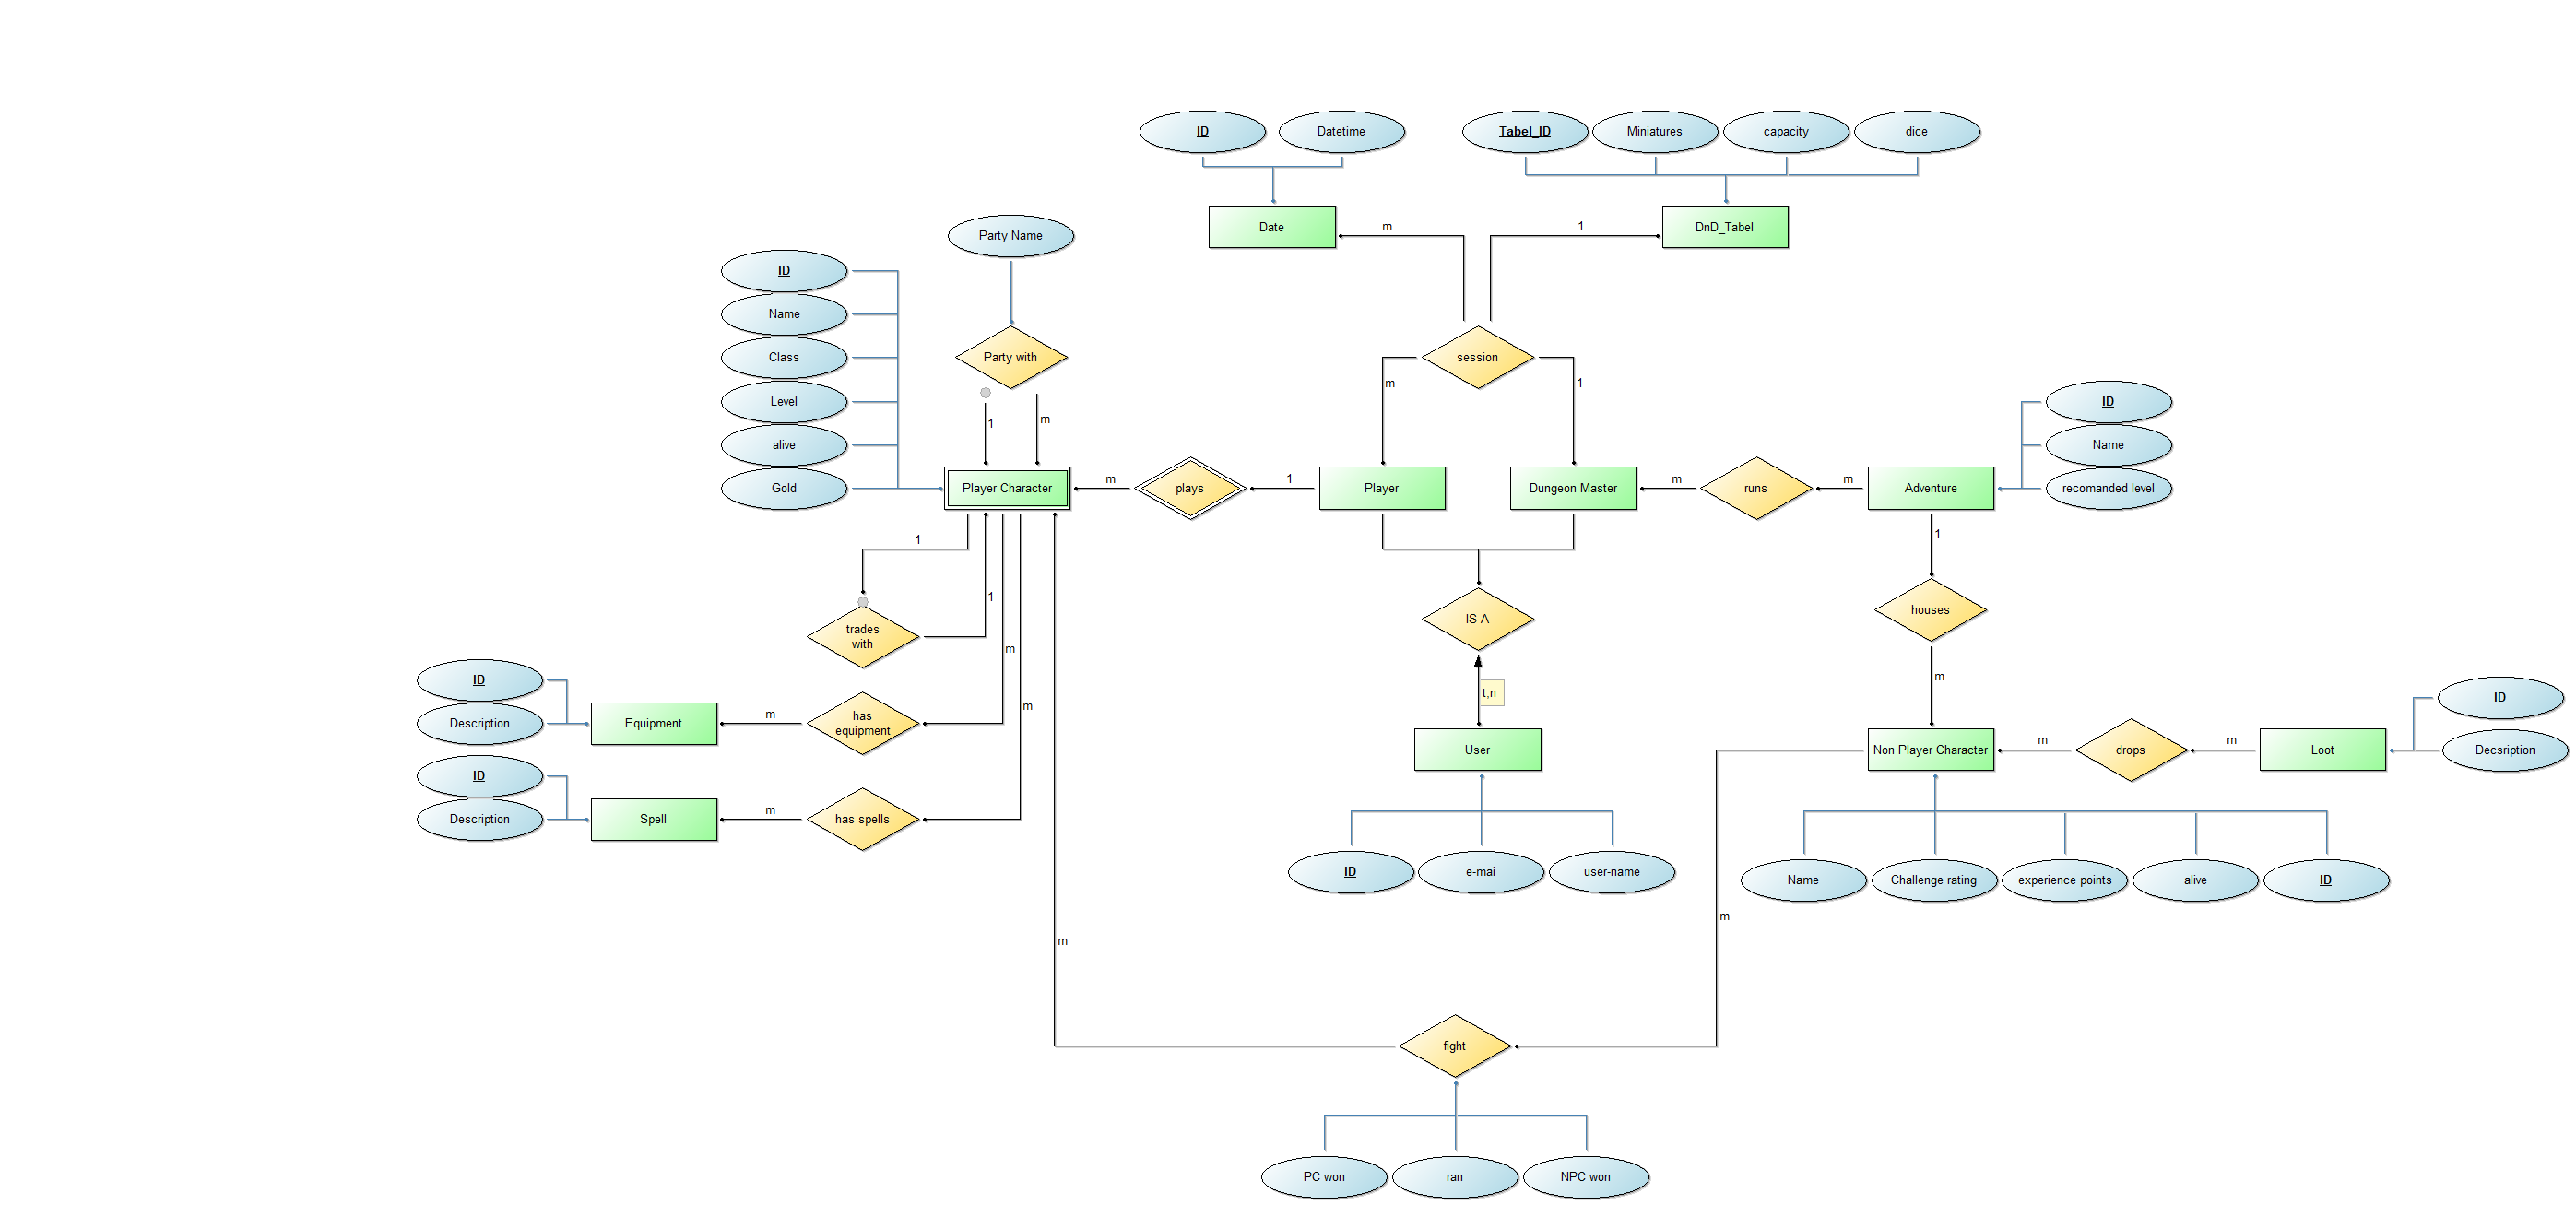 ID
Datetime
Tabel_ID
Miniatures
capacity
dice
Date
m
1
DnD_Tabel
Party Name
ID
Name
Class
Level
alive
Gold
Party with
1
m
session
m
1
ID
Name
recomanded level
Player Character
m
plays
1
Player
Dungeon Master
m
runs
m
Adventure
1
1
trades
with
1
m
m
IS-A
t,n
houses
1
m
ID
Description
Equipment
m
has
equipment
ID
Description
Spell
m
has spells
User
ID
e-mai
user-name
Non Player Character
m
drops
m
Loot
ID
Decsription
Name
Challenge rating
experience points
alive
ID
m
m
fight
PC won
ran
NPC won